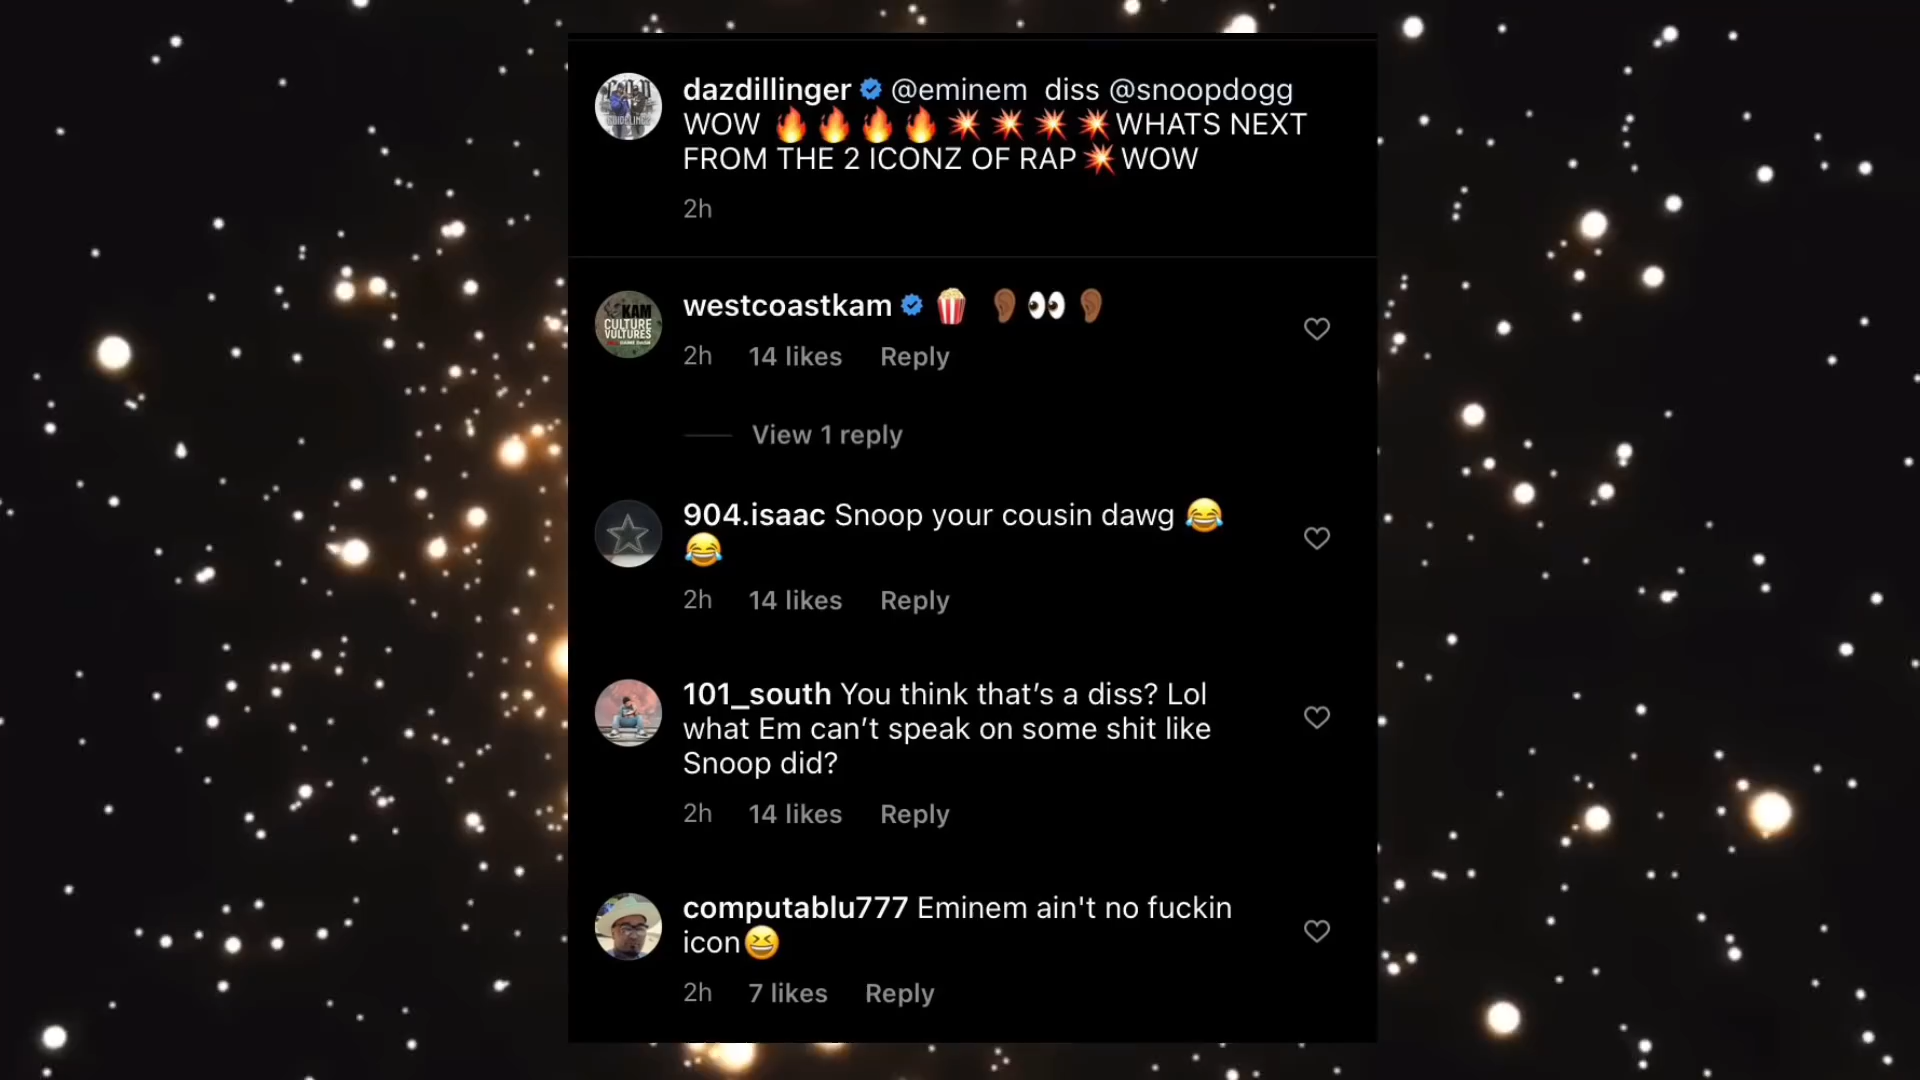 dazdillinger @eminem diss @snoopdogg
WOW 🔥🔥🔥🔥💥💥💥💥WHATS NEXT
FROM THE 2 ICONZ OF RAP💥WOW
2h
westcoastkam 🍿 👂🏾👀👂🏾
KAM
CULTURE
VULTURES
2h 14 likes Reply
View 1 reply
904.isaac Snoop your cousin dawg 😂
😂
2h 14 likes Reply
101_south You think that’s a diss? Lol
what Em can’t speak on some shit like
Snoop did?
2h 14 likes Reply
computablu777 Eminem ain't no fuckin
icon😆
2h 7 likes Reply